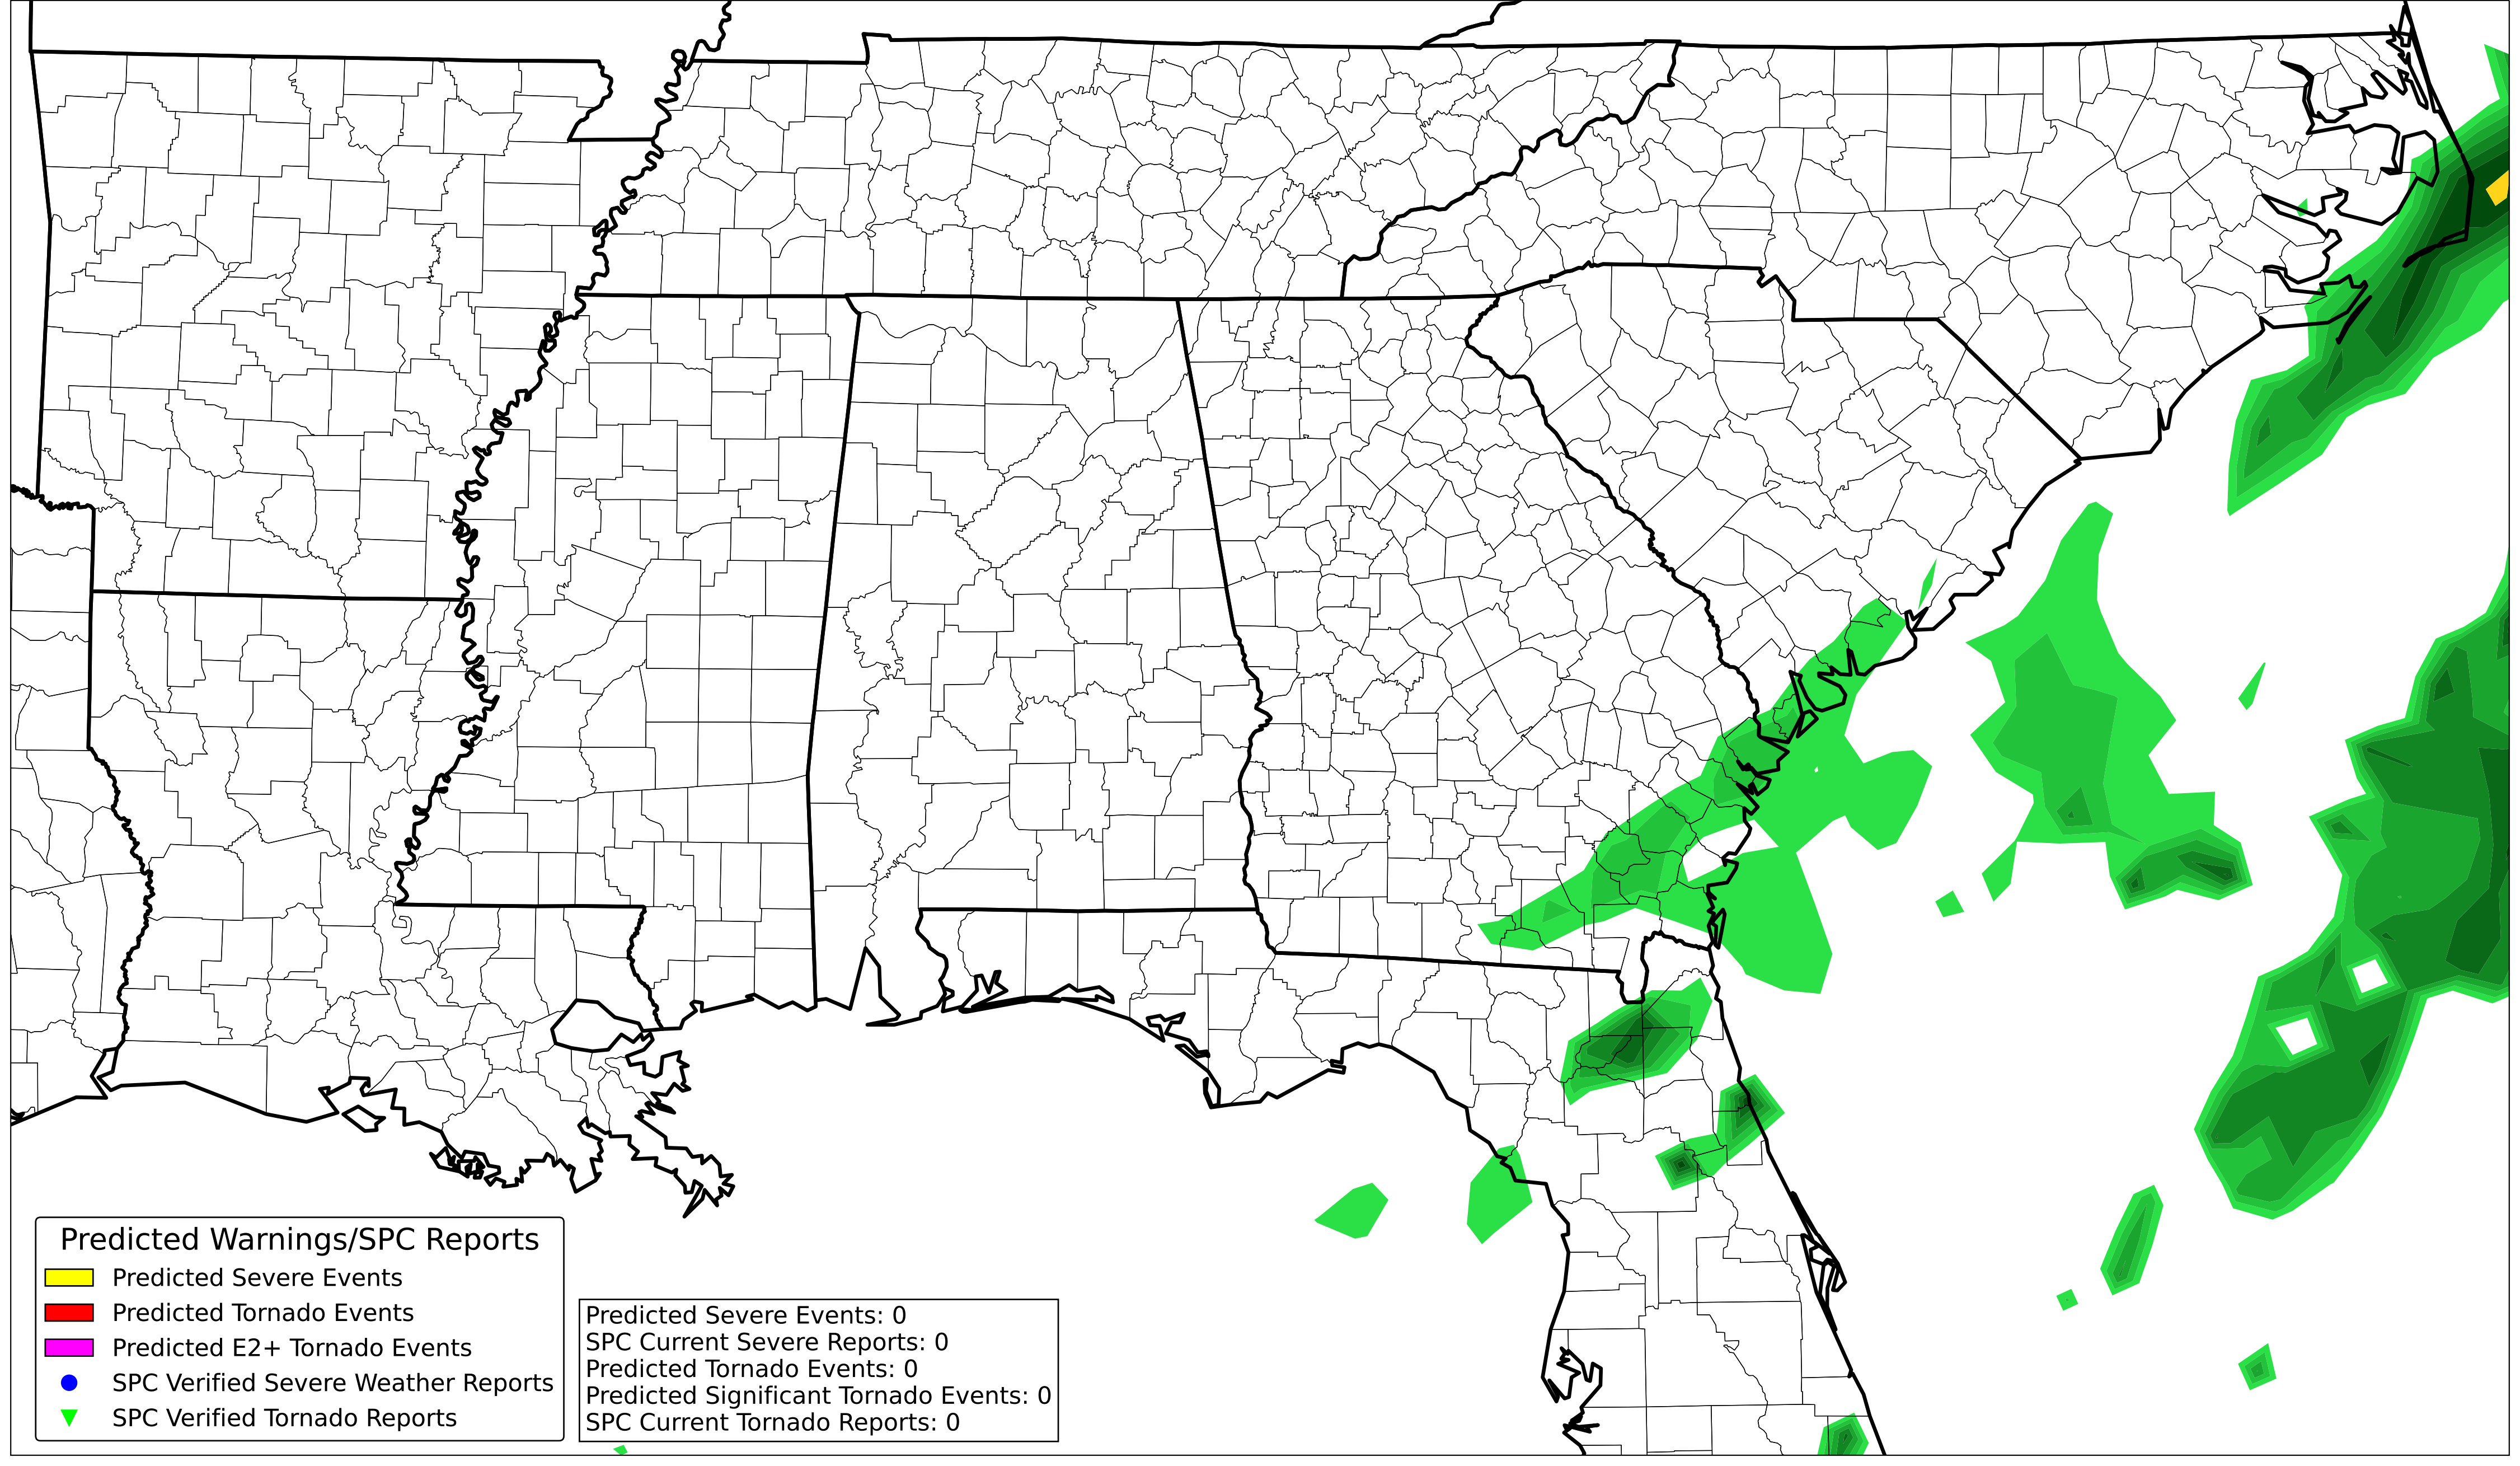 Predicted Warnings/SPC Reports
Predicted Severe Events
Predicted Tornado Events
Predicted E2+ Tornado Events
SPC Verified Severe Weather Reports
SPC Verified Tornado Reports
Predicted Severe Events: 0
SPC Current Severe Reports: 0
Predicted Tornado Events: 0
Predicted Significant Tornado Events: 0
SPC Current Tornado Reports: 0